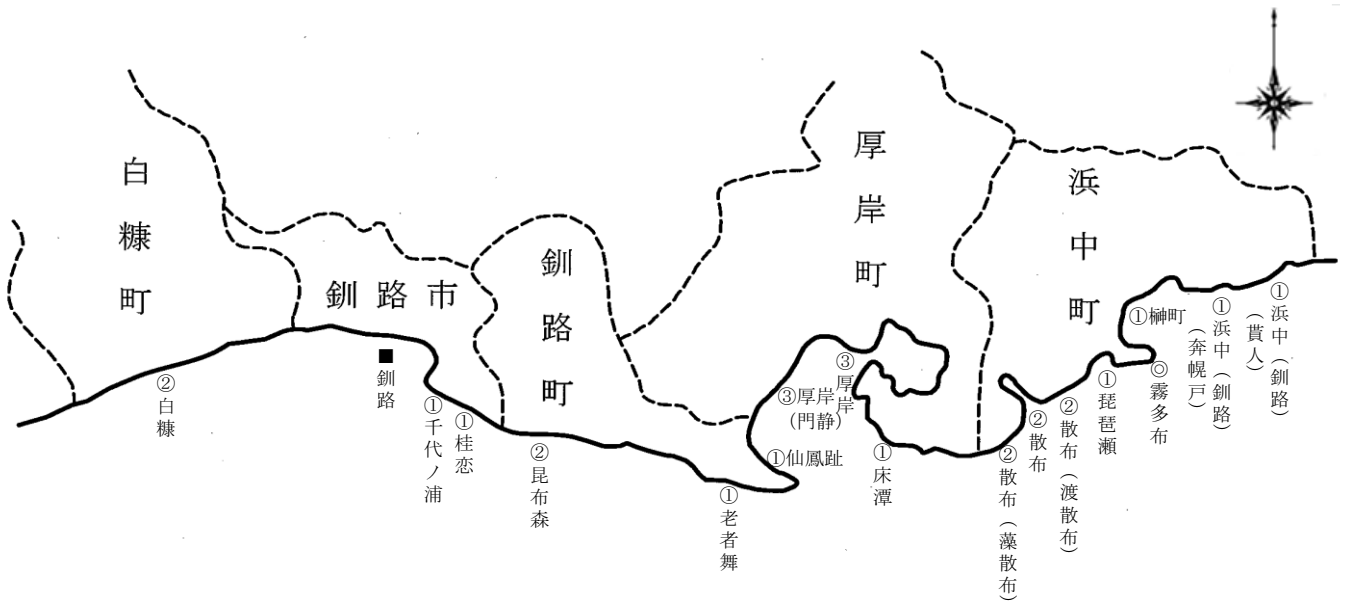 白糠町
釧路市
釧路町
厚岸町
浜中町
②白糠
■釧路
①千代ノ浦
①桂恋
②昆布森
①老者舞
①仙鳳趾
③厚岸
(門静)
③厚岸
①床潭
②散布(藻散布)
②散布
②散布(渡散布)
①琵琶瀬
◎霧多布
①榊町
①浜中(釧路)
(奔幌戸)
①浜中(釧路)
(貰人)